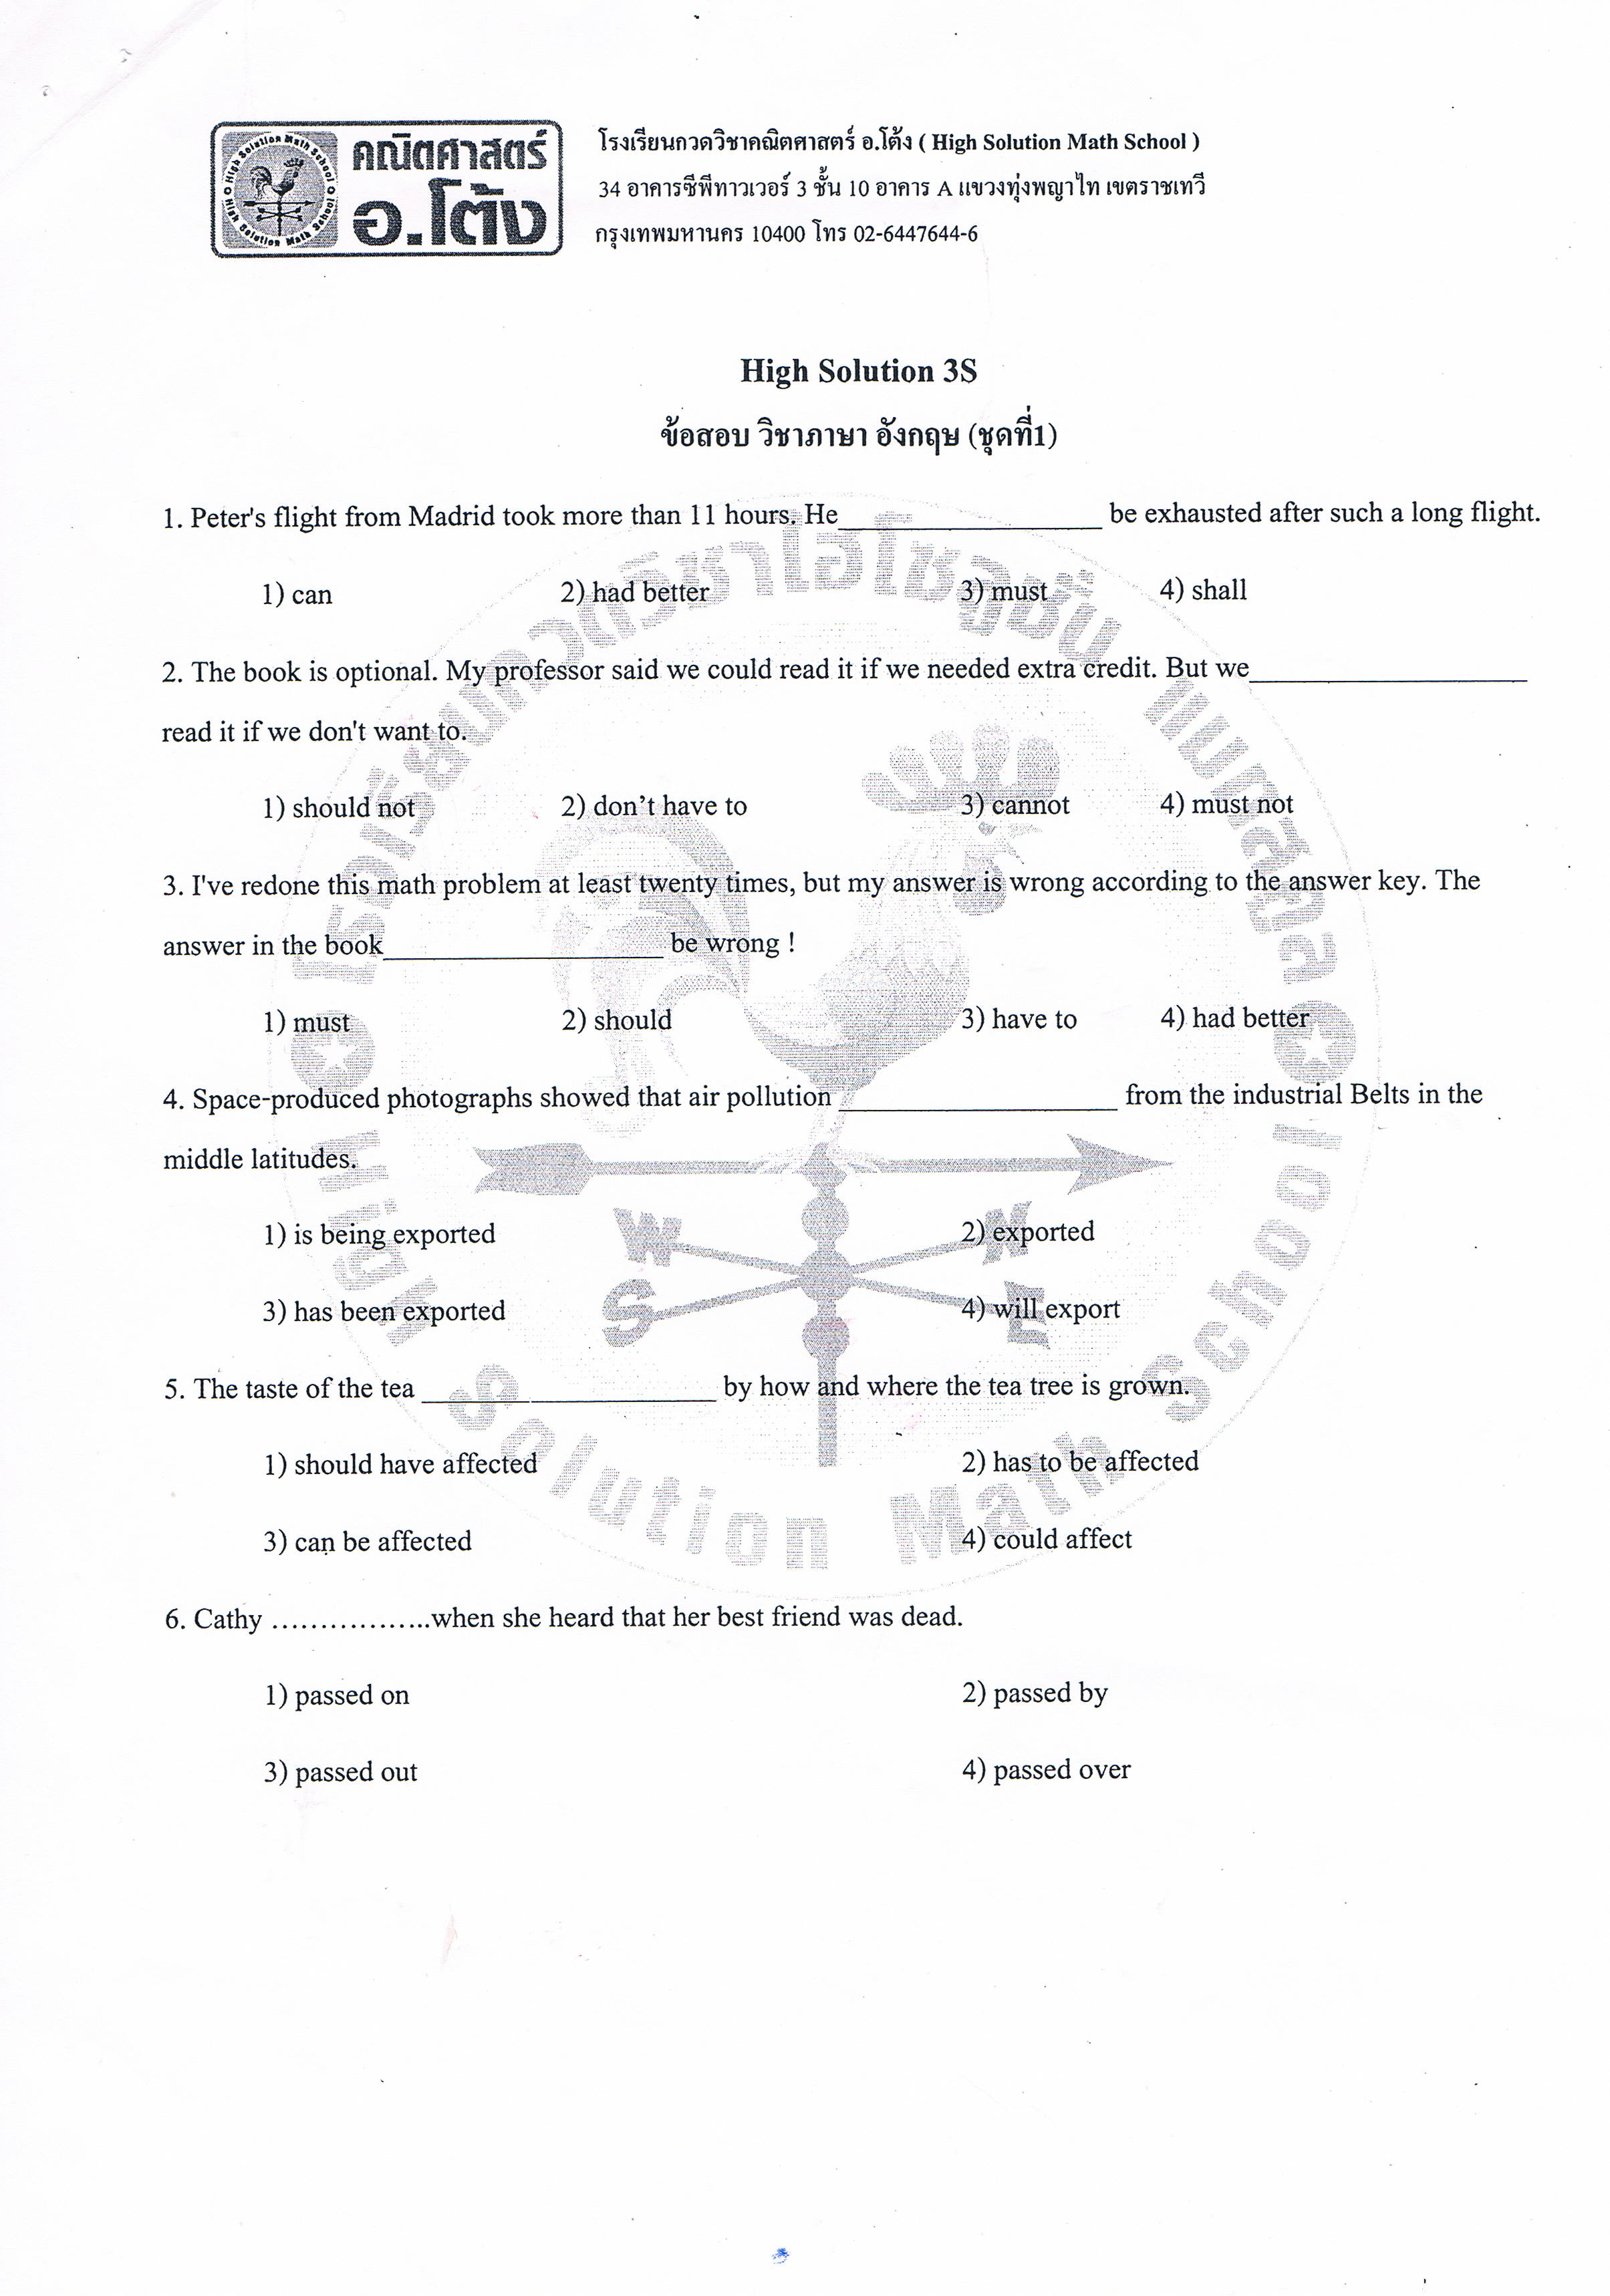 คณิตศาสตร์
อ.โต้ง
High Solution Math School
High Solution Math School
โรงเรียนกวดวิชาคณิตศาสตร์ อ.โต้ง ( High Solution Math School )
34 อาคารซีพีทาวเวอร์ 3 ชั้น 10 อาคาร A แขวงทุ่งพญาไท เขตราชเทวี
กรุงเทพมหานคร 10400 โทร 02-6447644-6
High Solution 3S
ข้อสอบ วิชาภาษา อังกฤษ (ชุดที่1)
1. Peter's flight from Madrid took more than 11 hours. He__________________ be exhausted after such a long flight.
1) can 2) had better 3) must 4) shall
2. The book is optional. My professor said we could read it if we needed extra credit. But we___________________
read it if we don't want to.
1) should not 2) don’t have to 3) cannot 4) must not
3. I've redone this math problem at least twenty times, but my answer is wrong according to the answer key. The
answer in the book___________________ be wrong !
1) must 2) should 3) have to 4) had better
4. Space-produced photographs showed that air pollution ___________________ from the industrial Belts in the
middle latitudes.
1) is being exported 2) exported
3) has been exported 4) will export
5. The taste of the tea ____________________ by how and where the tea tree is grown.
1) should have affected 2) has to be affected
3) can be affected 4) could affect
6. Cathy ……………..when she heard that her best friend was dead.
1) passed on 2) passed by
3) passed out 4) passed over
W N
S E